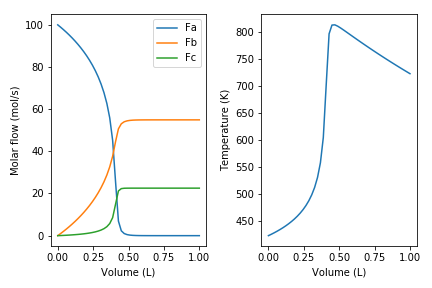 100
80
60
40
20
0
Molar flow (mol/s)
0.00 0.25 0.50 0.75 1.00
Volume (L)
Fa
Fb
Fc
800
750
700
650
600
550
500
450
Temperature (K)
0.00 0.25 0.50 0.75 1.00
Volume (L)